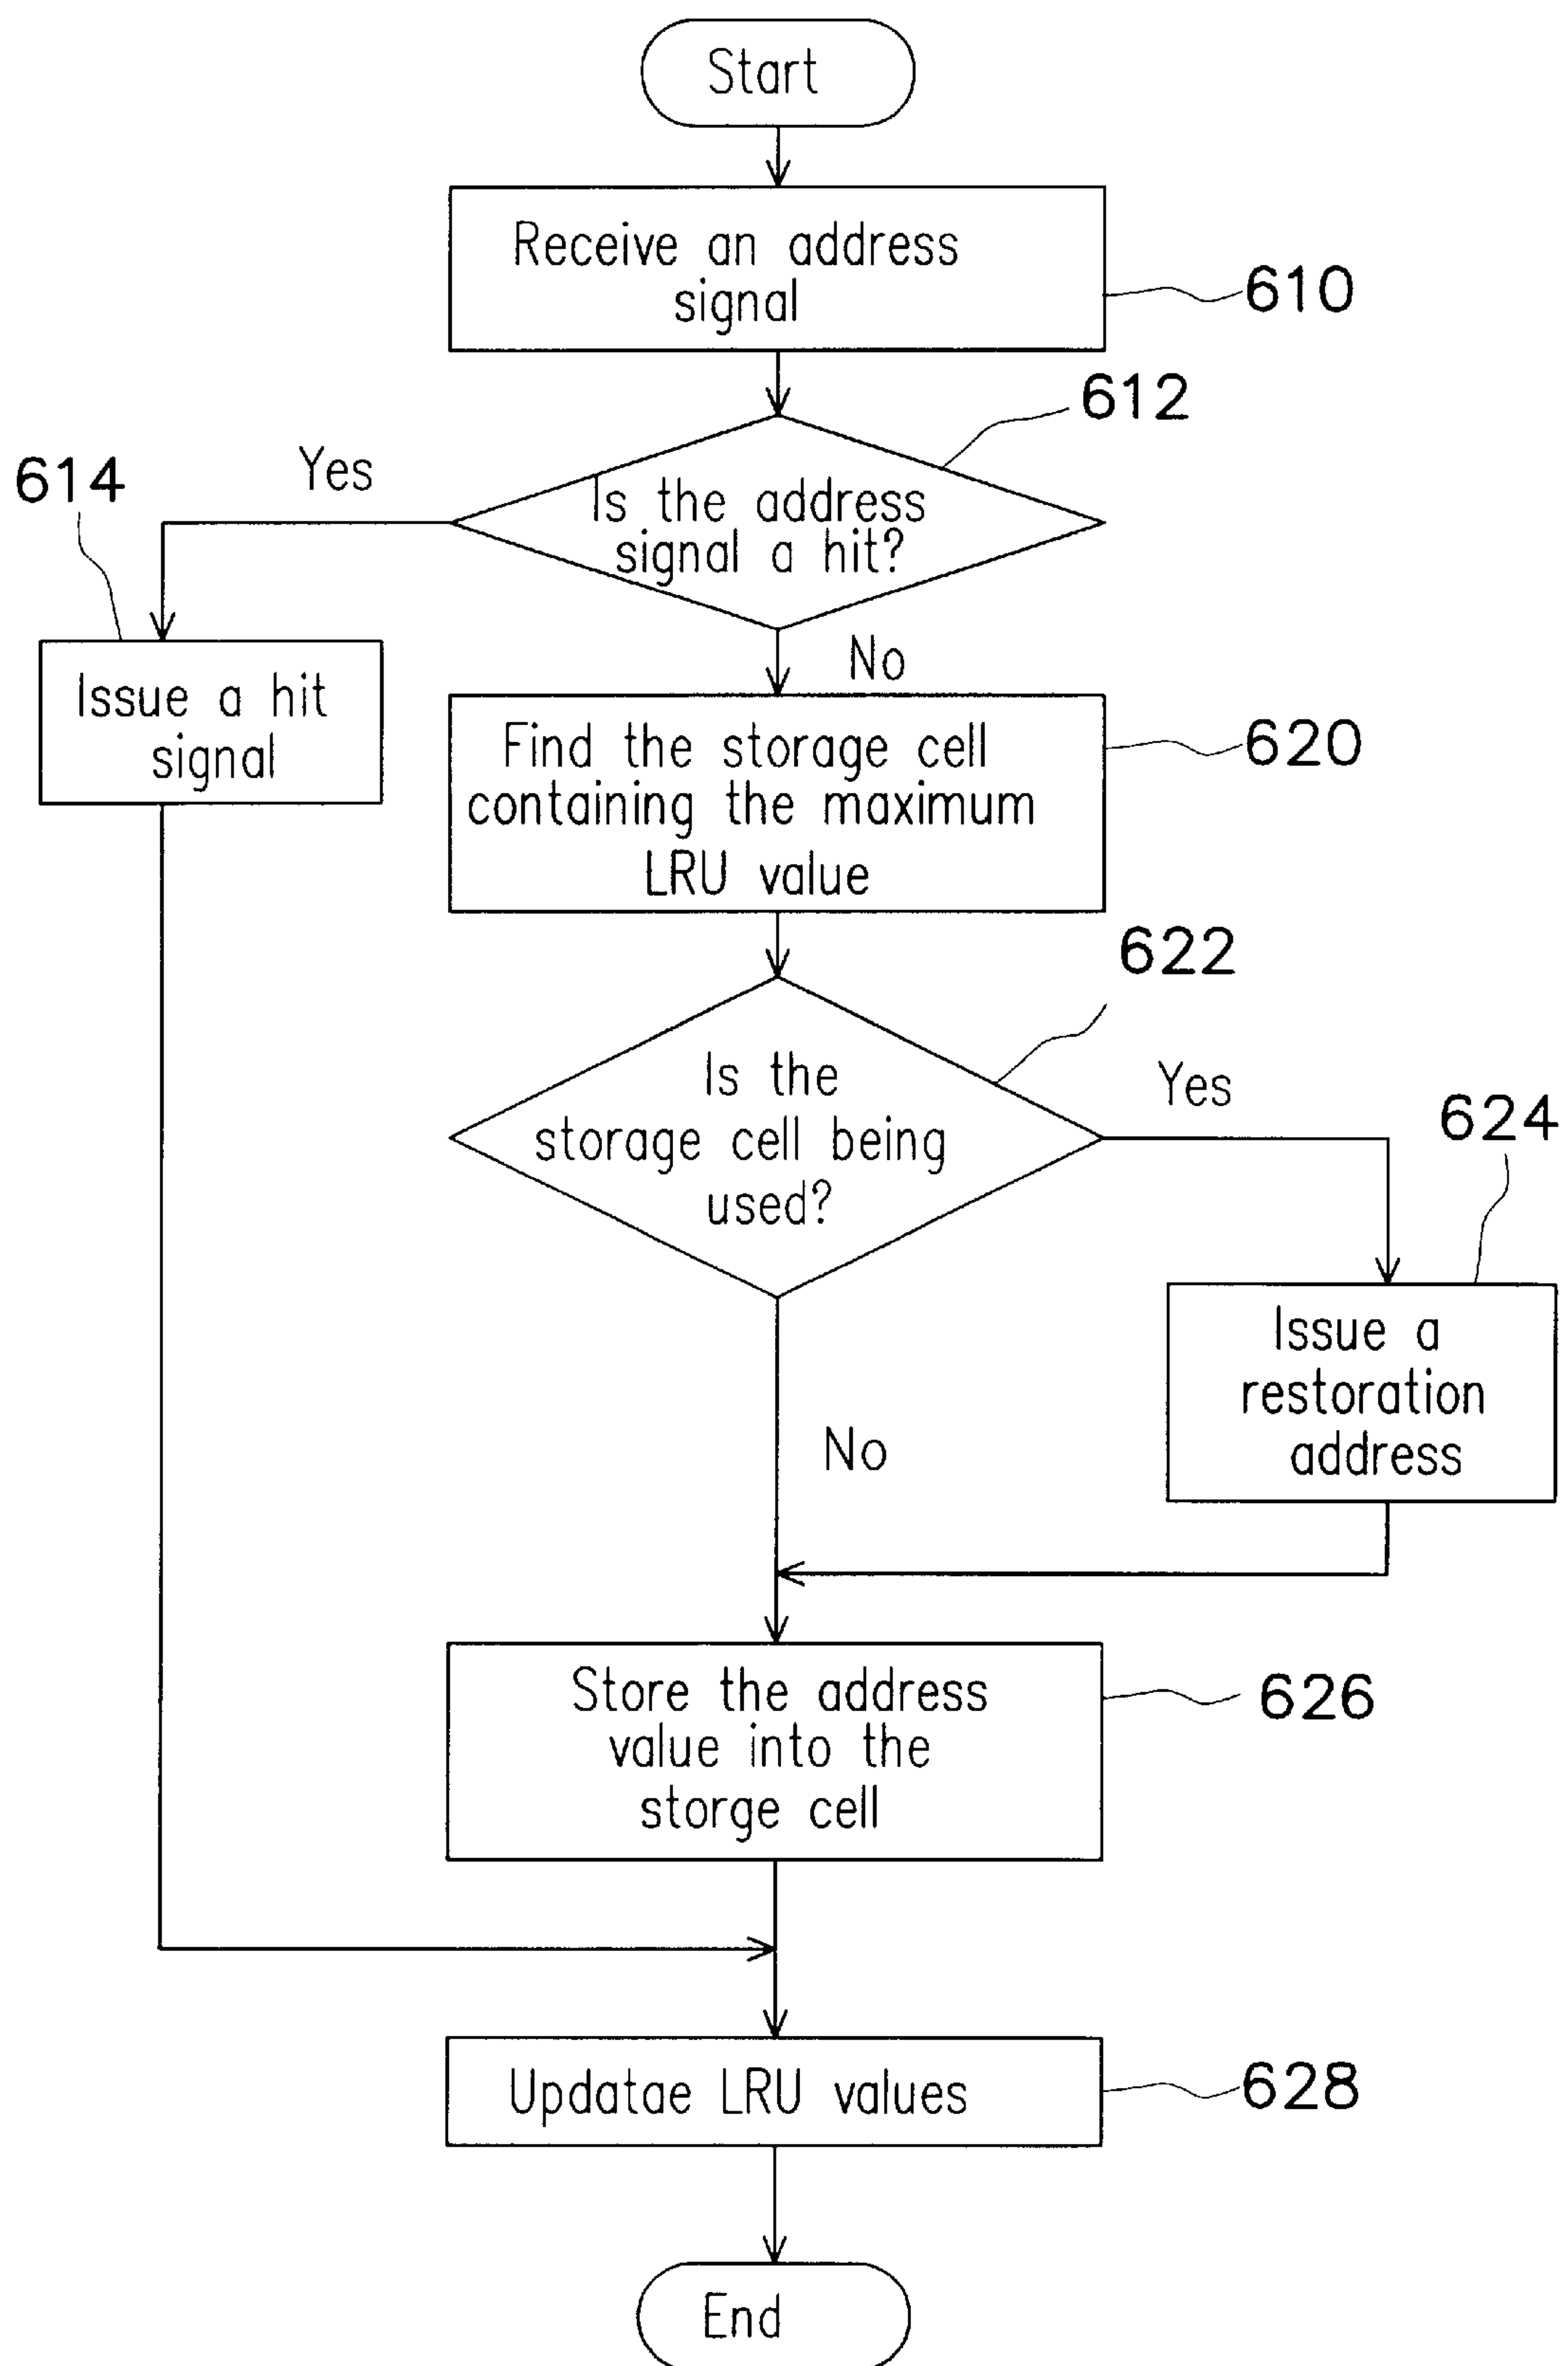 Start
Receive an address
signal
610
612
Yes
614
Is the address
signal a hit?
No
Issue a hit
signal
Find the storage cell
containing the maximum
LRU value
620
622
Is the
storage cell being
used?
Yes
624
Issue a
restoration
address
No
Store the address
value into the
storge cell
626
Updatae LRU values
628
End